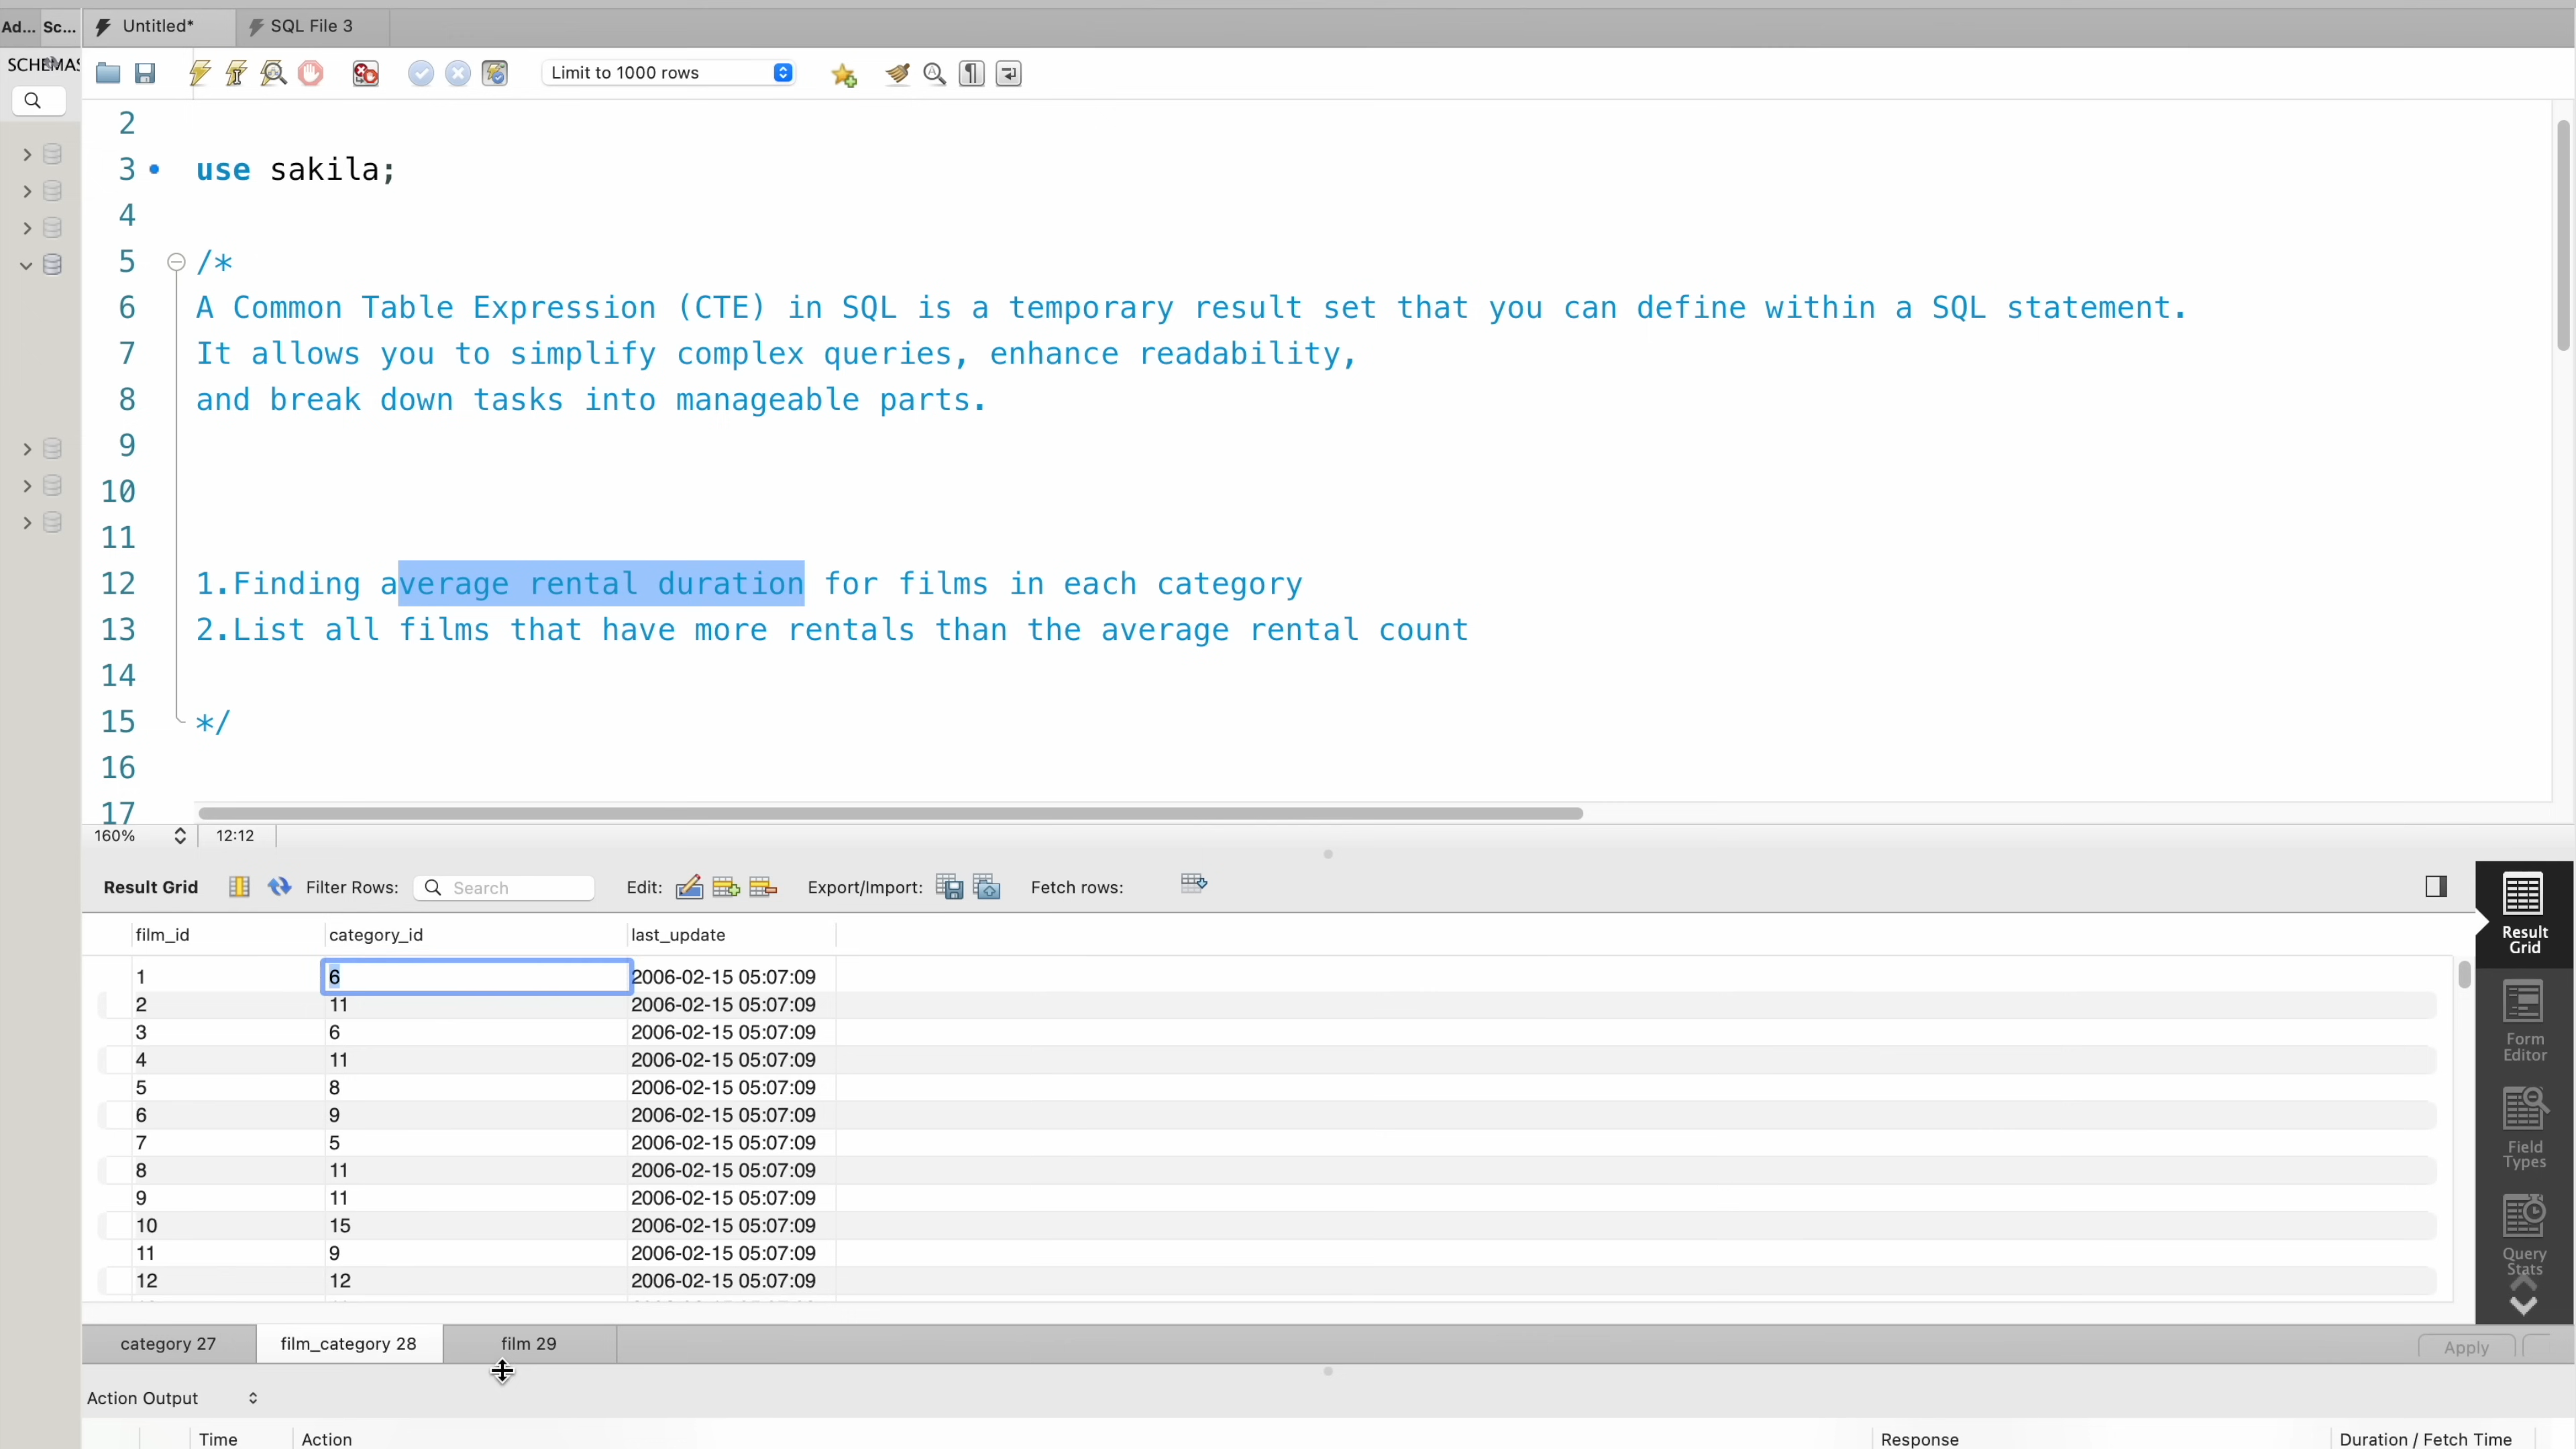 Ad... Sc... Untitled* SQL File 3
SCHEMAS
Limit to 1000 rows
2
3 use sakila;
4
5 /*
6 A Common Table Expression (CTE) in SQL is a temporary result set that you can define within a SQL statement.
7 It allows you to simplify complex queries, enhance readability,
8 and break down tasks into manageable parts.
9
10
11
12 1.Finding average rental duration for films in each category
13 2.List all films that have more rentals than the average rental count
14
15 */
16
17
160% 12:12
Result Grid Filter Rows: Search Edit: Export/Import: Fetch rows:
film_id category_id last_update
1 6 2006-02-15 05:07:09
2 11 2006-02-15 05:07:09
3 6 2006-02-15 05:07:09
4 11 2006-02-15 05:07:09
5 8 2006-02-15 05:07:09
6 9 2006-02-15 05:07:09
7 5 2006-02-15 05:07:09
8 11 2006-02-15 05:07:09
9 11 2006-02-15 05:07:09
10 15 2006-02-15 05:07:09
11 9 2006-02-15 05:07:09
12 12 2006-02-15 05:07:09
Result
Grid
Form
Editor
Field
Types
Query
Stats
category 27 film_category 28 film 29 Apply
Action Output
Time Action Response Duration / Fetch Time